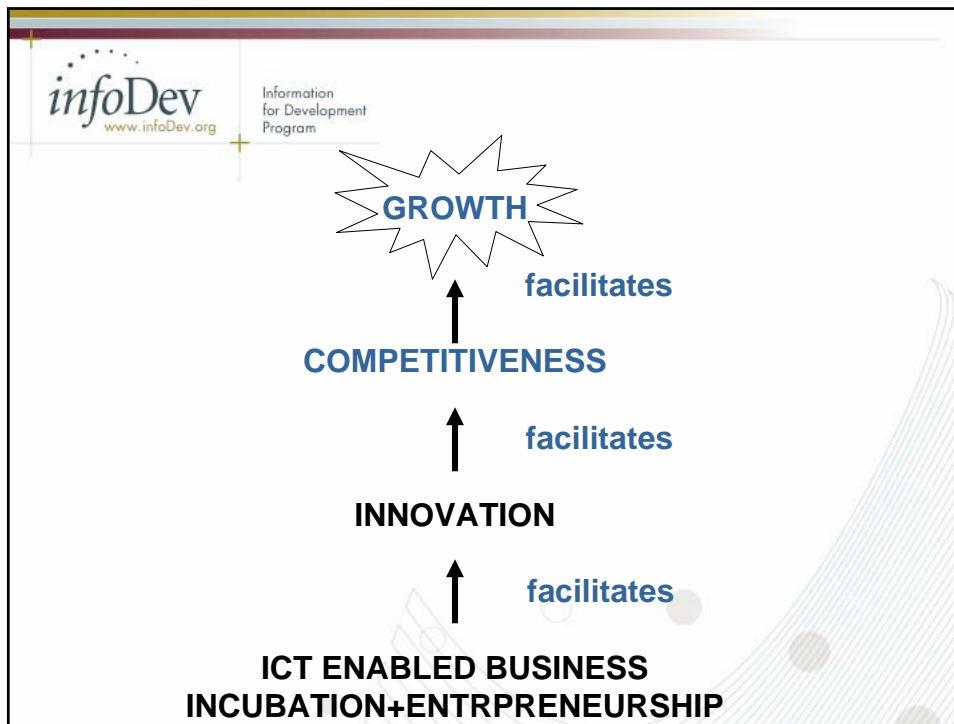 infoDev
www.infoDev.org
Information
for Development
Program
GROWTH
facilitates
COMPETITIVENESS
facilitates
INNOVATION
facilitates
ICT ENABLED BUSINESS
INCUBATION+ENTRPRENEURSHIP